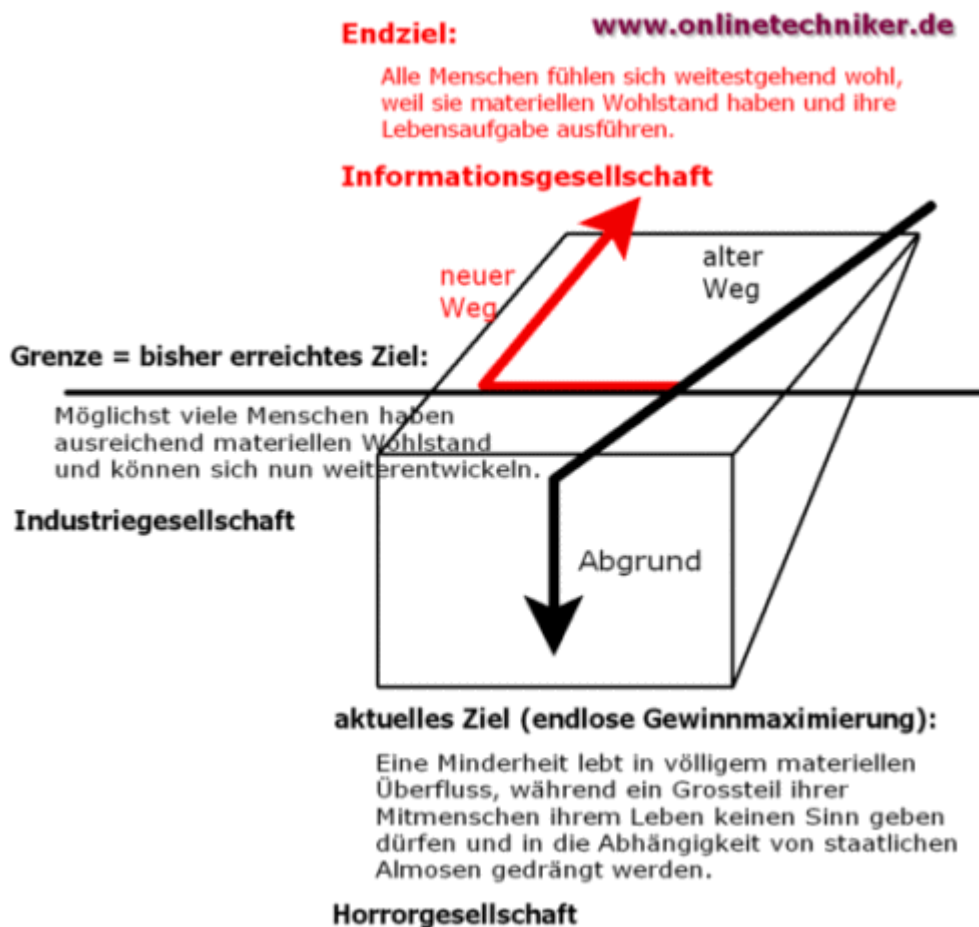 www.onlinetechniker.de
Endziel:
Alle Menschen fühlen sich weitestgehend wohl,
weil sie materiellen Wohlstand haben und ihre
Lebensaufgabe ausführen.
Informationsgesellschaft
neuer
Weg
alter
Weg
Grenze = bisher erreichtes Ziel:
Möglichst viele Menschen haben
ausreichend materiellen Wohlstand
und können sich nun weiterentwickeln.
Industriegesellschaft
Abgrund
aktuelles Ziel (endlose Gewinnmaximierung):
Eine Minderheit lebt in völligem materiellen
Überfluss, während ein Grossteil ihrer
Mitmenschen ihrem Leben keinen Sinn geben
dürfen und in die Abhängigkeit von staatlichen
Almosen gedrängt werden.
Horrorgesellschaft